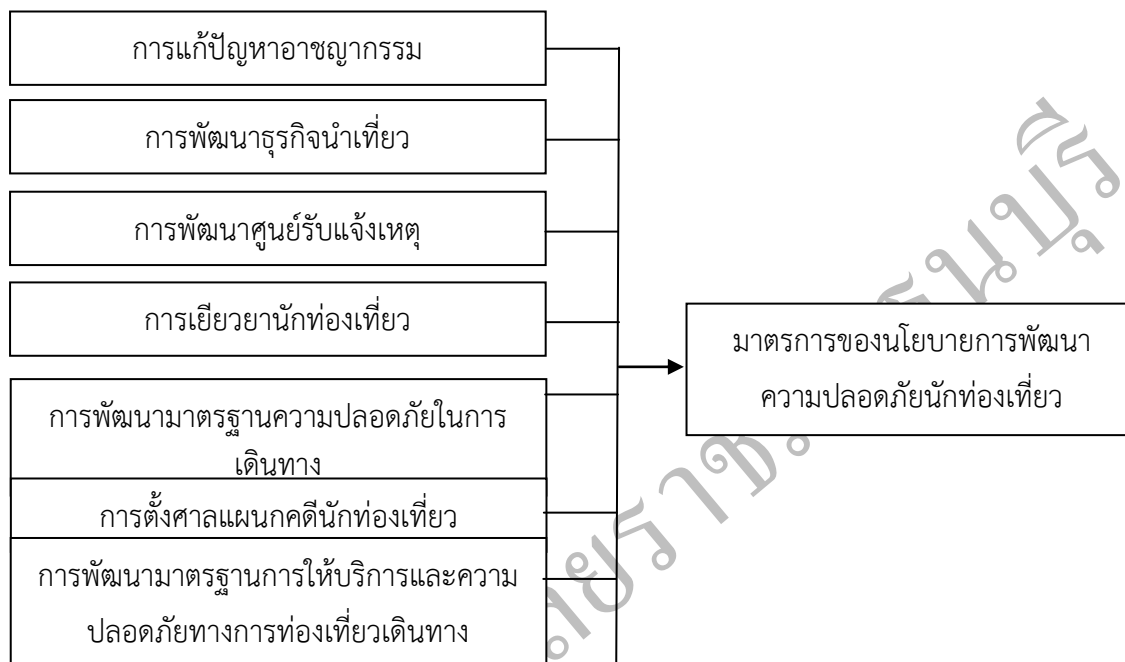 การแก้ปัญหาอาชญากรรม
การพัฒนาธุรกิจนำเที่ยว
การพัฒนาศูนย์รับแจ้งเหตุ
การเยียวยานักท่องเที่ยว
การพัฒนามาตรฐานความปลอดภัยในการ
เดินทาง
การตั้งศาลแผนกคดีนักท่องเที่ยว
การพัฒนามาตรฐานการให้บริการและความ
ปลอดภัยทางการท่องเที่ยวเดินทาง
มาตรการของนโยบายการพัฒนา
ความปลอดภัยนักท่องเที่ยว